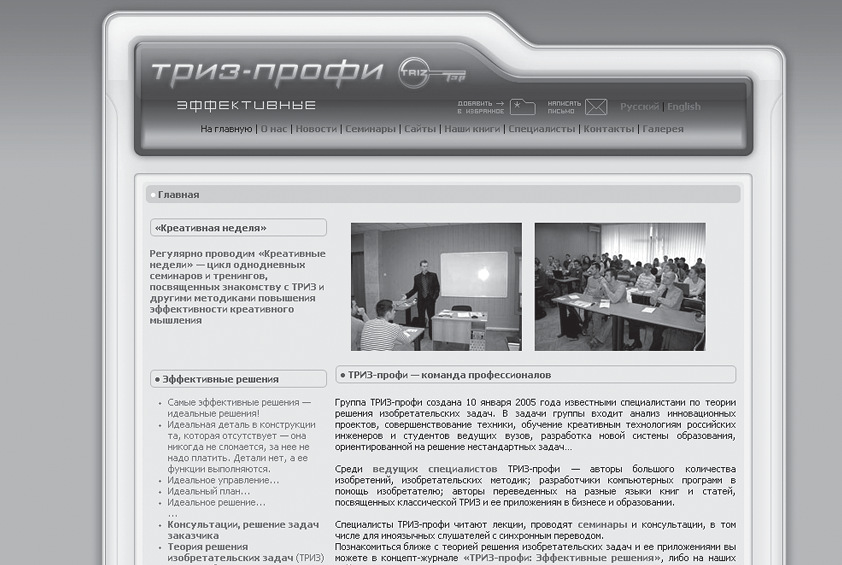 ТРИЗ-ПРОФИ
TRIZ
ЭФФЕКТИВНЫЕ
ДОБАВИТЬ →
В ИЗБРАННОЕ
НАПИСАТЬ
ПИСЬМО
Русский | English
На главную | О нас | Новости | Семинары | Сайты | Наши книги | Специалисты | Контакты | Галерея
Главная
«Креативная неделя»
Регулярно проводим «Креативные
недели» — цикл однодневных
семинаров и тренингов,
посвященных знакомству с ТРИЗ и
другими методиками повышения
эффективности креативного
мышления
Эффективные решения
Самые эффективные решения —
идеальные решения!
Идеальная деталь в конструкции
та, которая отсутствует — она
никогда не сломается, за нее не
надо платить. Детали нет, а ее
функции выполняются.
Идеальное управление...
Идеальный план...
Идеальное решение...
...
Консультации, решение задач
заказчика
Теория решения
изобретательских задач (ТРИЗ)
ТРИЗ-профи — команда профессионалов
Группа ТРИЗ-профи создана 10 января 2005 года известными специалистами по теории
решения изобретательских задач. В задачи группы входит анализ инновационных
проектов, совершенствование техники, обучение креативным технологиям российских
инженеров и студентов ведущих вузов, разработка новой системы образования,
ориентированной на решение нестандартных задач...
Среди ведущих специалистов ТРИЗ-профи — авторы большого количества
изобретений, изобретательских методик; разработчики компьютерных программ в
помощь изобретателю; авторы переведенных на разные языки книг и статей,
посвященных классической ТРИЗ и ее приложениям в бизнесе и образовании.
Специалисты ТРИЗ-профи читают лекции, проводят семинары и консультации, в том
числе для иноязычных слушателей с синхронным переводом.
Познакомиться ближе с теорией решения изобретательских задач и ее приложениями вы
можете в концепт-журнале «ТРИЗ-профи: Эффективные решения», либо на наших